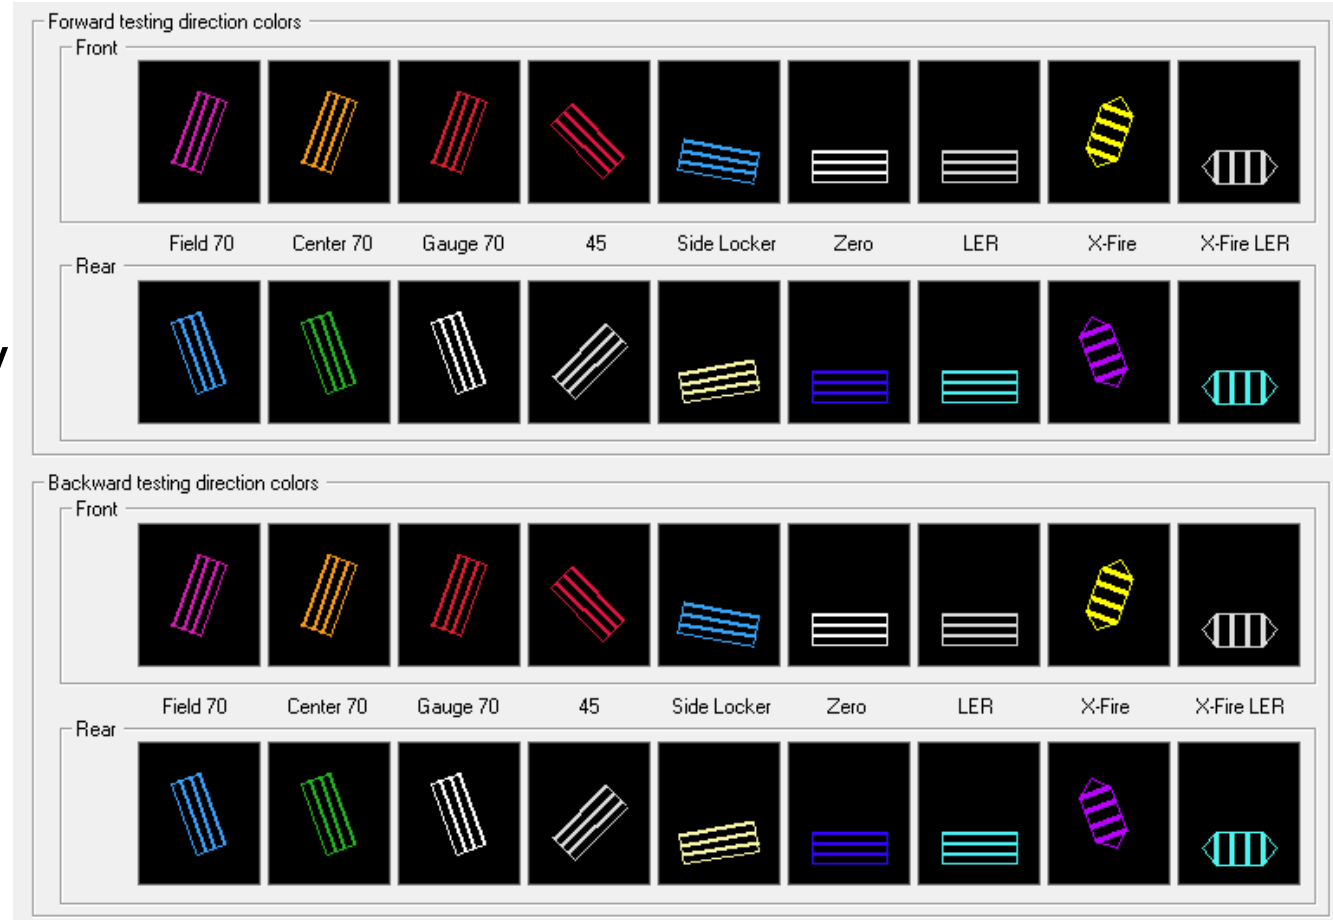 Forward testing direction colors
Front
Field 70 Center 70 Gauge 70 45 Side Locker Zero LER X-Fire X-Fire LER
Rear
Backward testing direction colors
Front
Field 70 Center 70 Gauge 70 45 Side Locker Zero LER X-Fire X-Fire LER
Rear